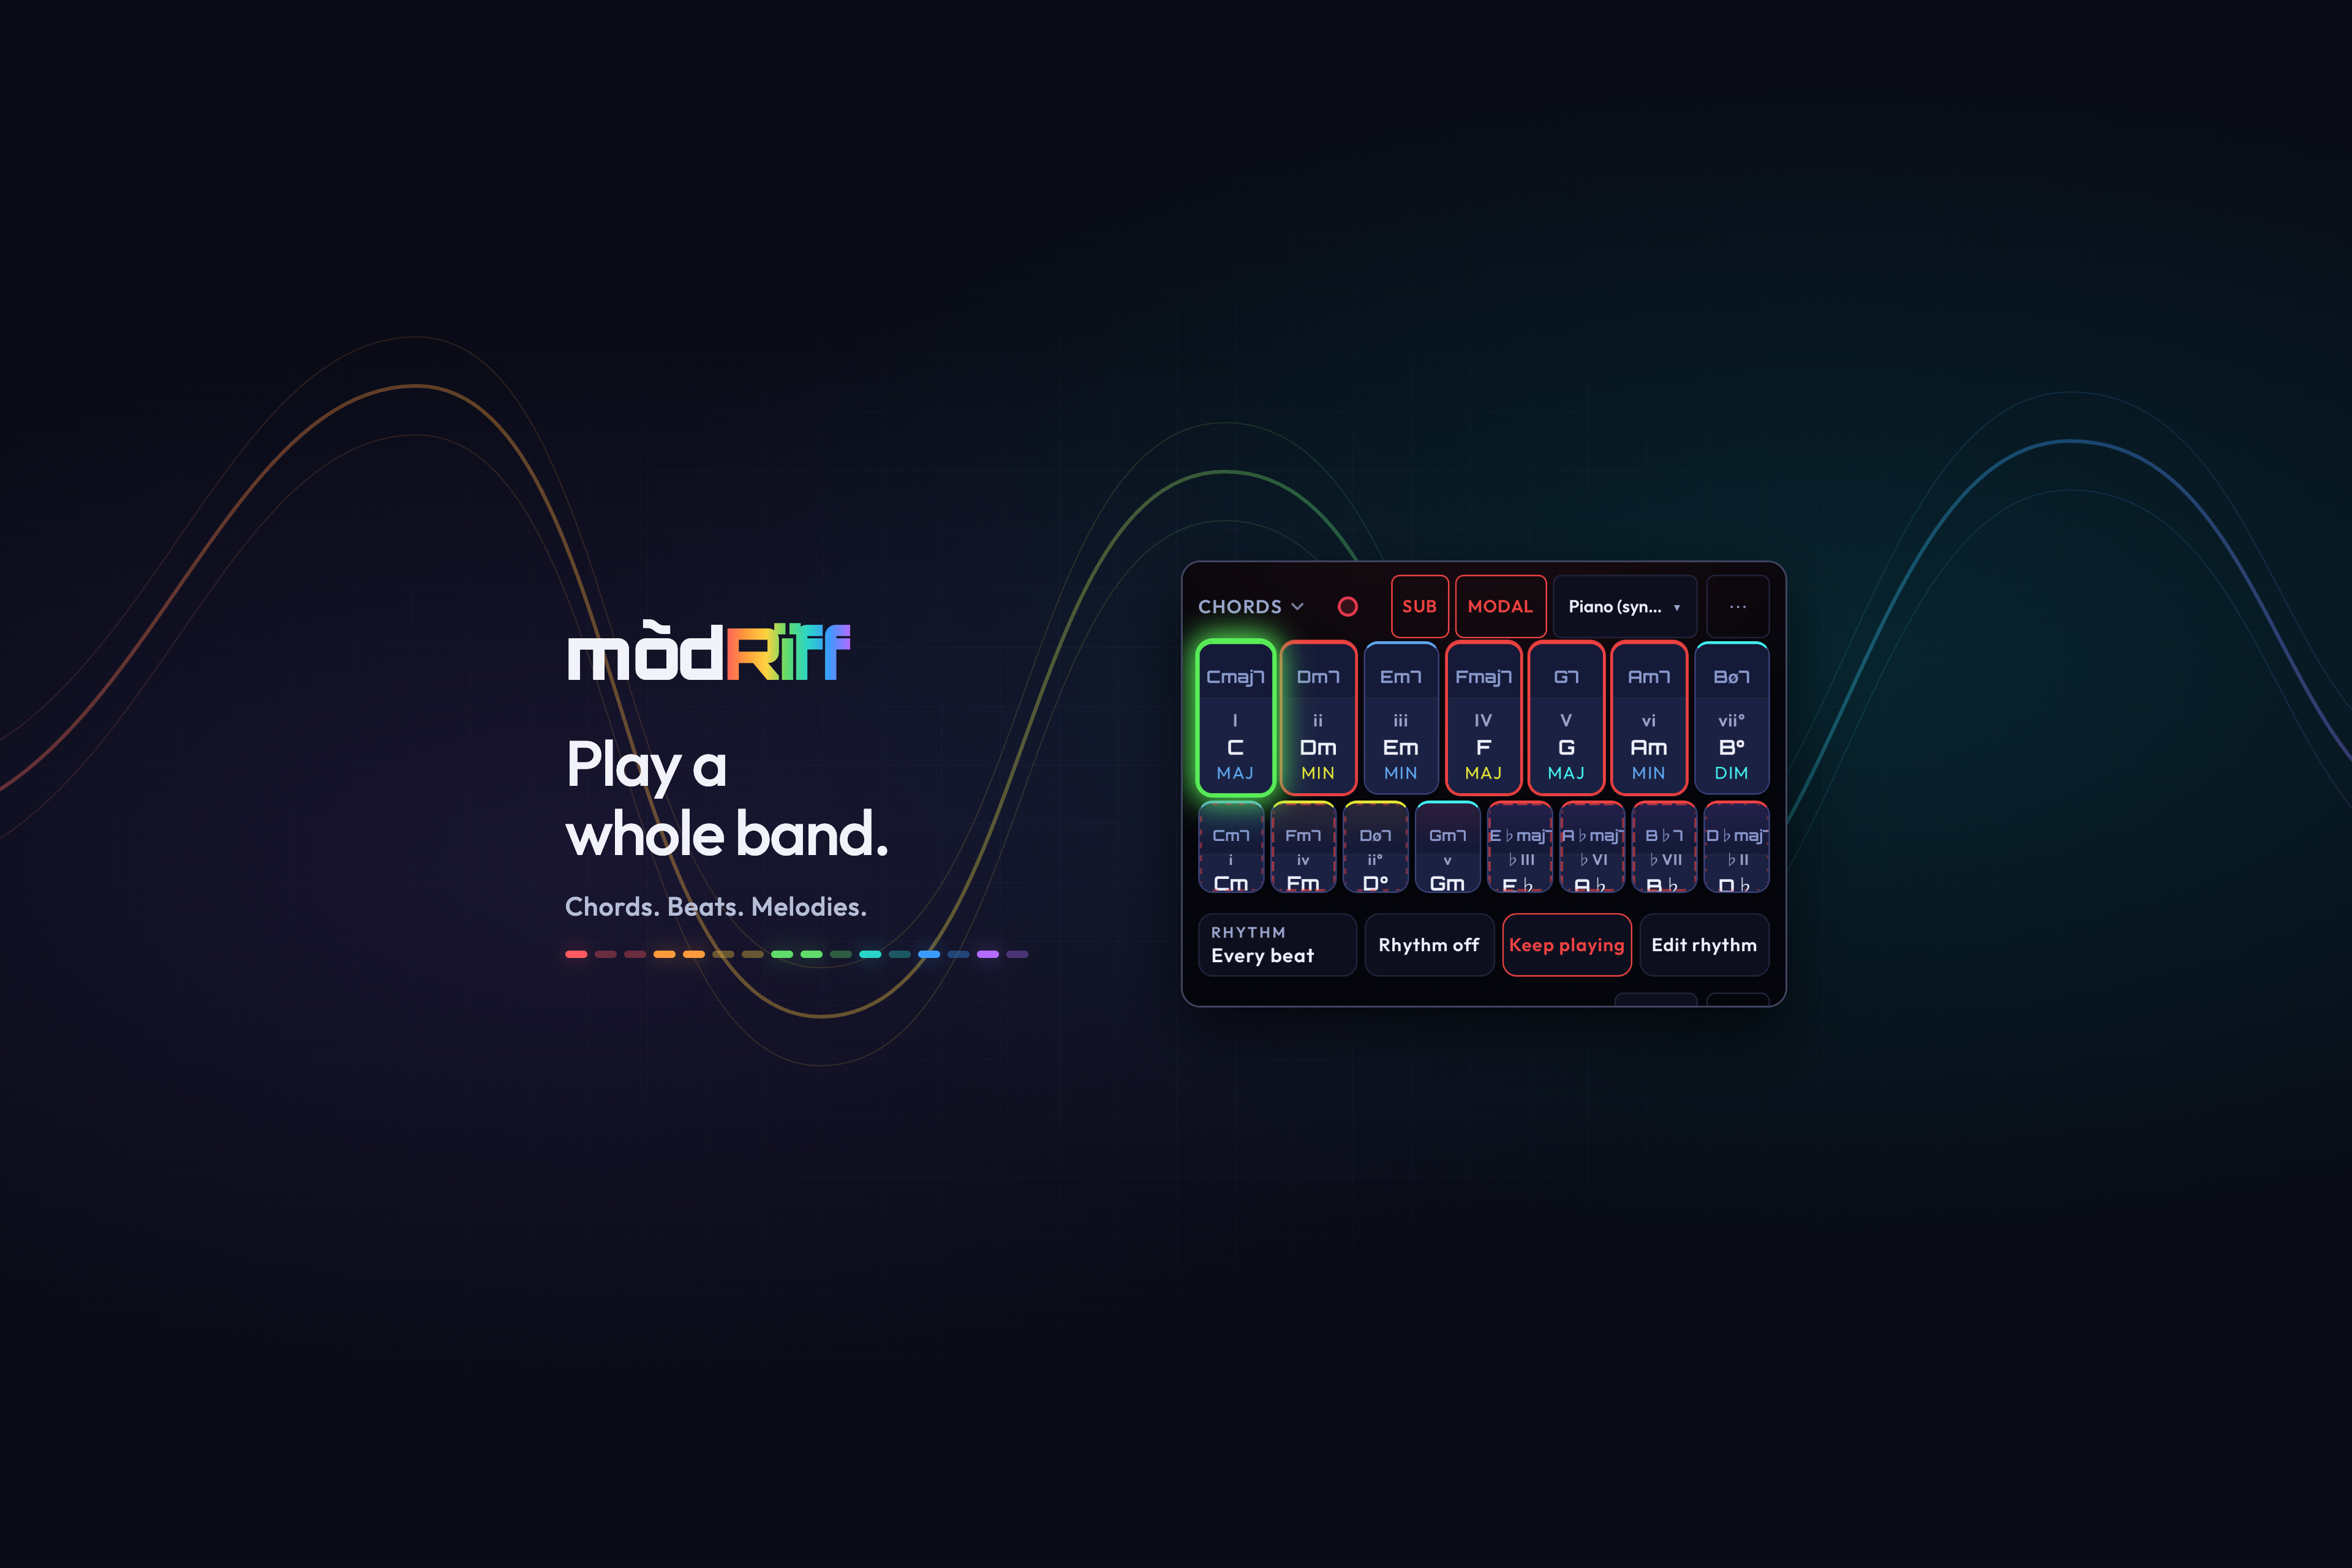 mòdRïff
Play a
whole band.
Chords. Beats. Melodies.
CHORDS
SUB
MODAL
Piano (syn...
...
Cmaj7 Dm7 Em7 Fmaj7 G7 Am7 Bø7
I ii iii IV V vi vii°
C Dm Em F G Am B°
MAJ MIN MIN MAJ MAJ MIN DIM
Cm7 Fm7 Dø7 Gm7 E♭maj7 A♭maj7 B♭7 D♭maj7
i iv ii° v ♭III ♭VI ♭VII ♭II
Cm Fm D° Gm E♭ A♭ B♭ D♭
RHYTHM
Every beat
Rhythm off
Keep playing
Edit rhythm